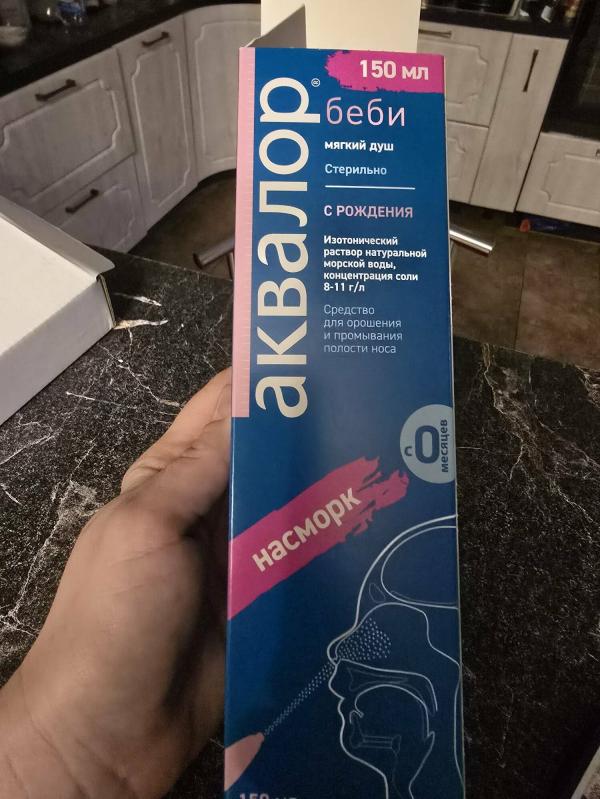 150 мл
аквалор®
беби
мягкий душ
Стерильно
С РОЖДЕНИЯ
Изотонический
раствор натуральной
морской воды,
концентрация соли
8-11 г/л
Средство
для орошения
и промывания
полости носа
с 0 месяцев
насморк